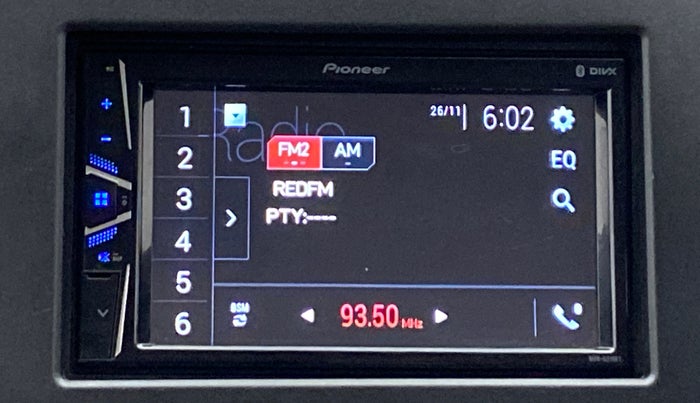 Pioneer
DIVX
Radio
1
2
3
4
5
6
26/11
6:02
FM2
AM
EQ
REDFM
PTY:----
BSM
93.50 MHz